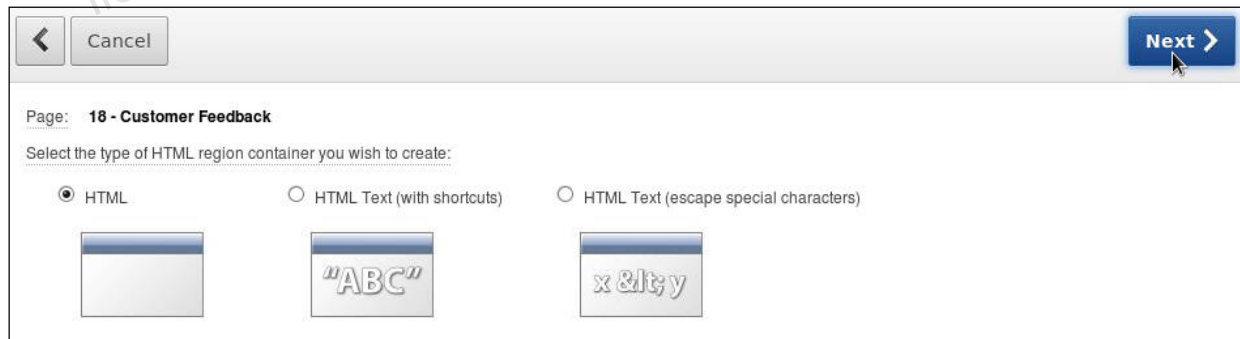 Cancel
Next
Page: 18 - Customer Feedback
Select the type of HTML region container you wish to create:
HTML
HTML Text (with shortcuts)
HTML Text (escape special characters)
"ABC"
x &lt; y